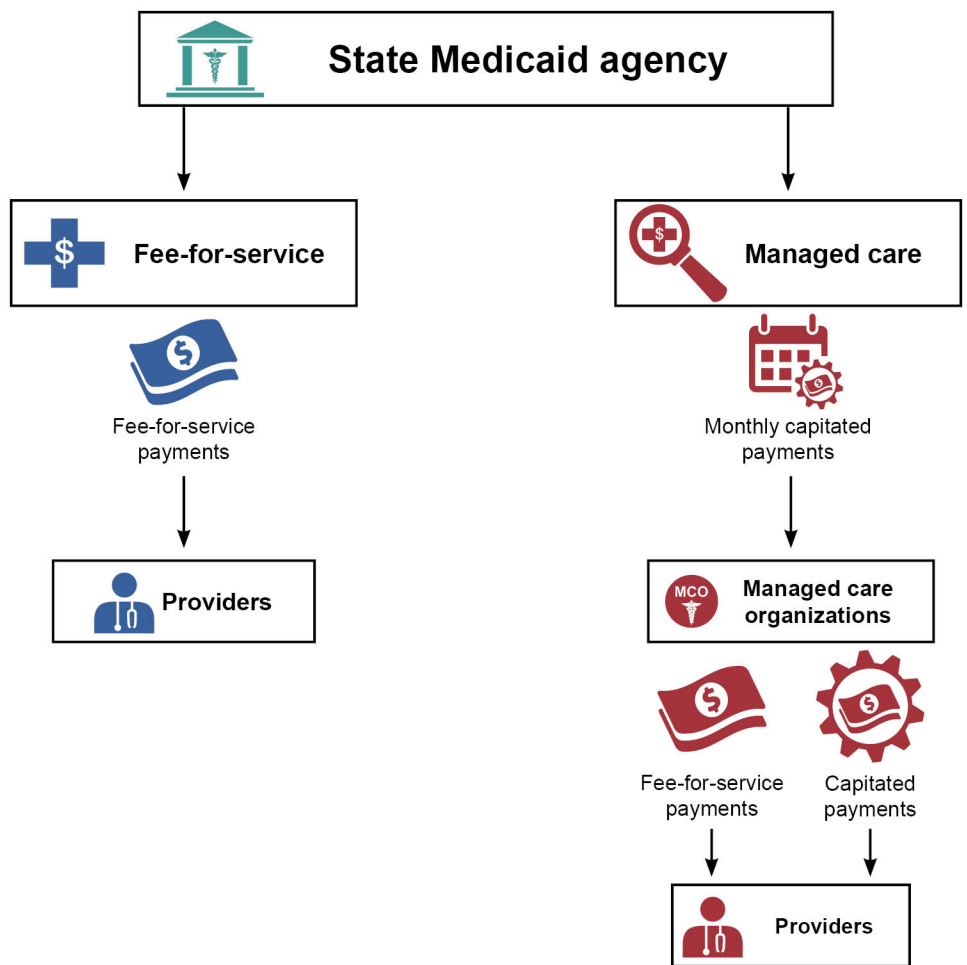 State Medicaid agency
$
Fee-for-service
$
Managed care
$
Fee-for-service
payments
$
Monthly capitated
payments
Providers
MCO
Managed care
organizations
$
$
Fee-for-service
payments
Capitated
payments
Providers